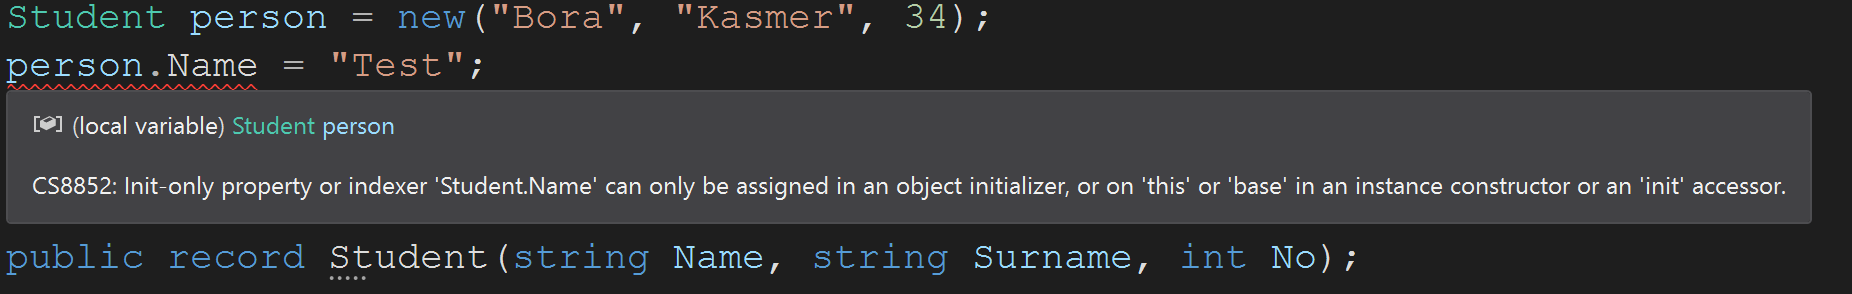 Student person = new("Bora", "Kasmer", 34);
person.Name = "Test";
(local variable) Student person
CS8852: Init-only property or indexer 'Student.Name' can only be assigned in an object initializer, or on 'this' or 'base' in an instance constructor or an 'init' accessor.
public record Student(string Name, string Surname, int No);